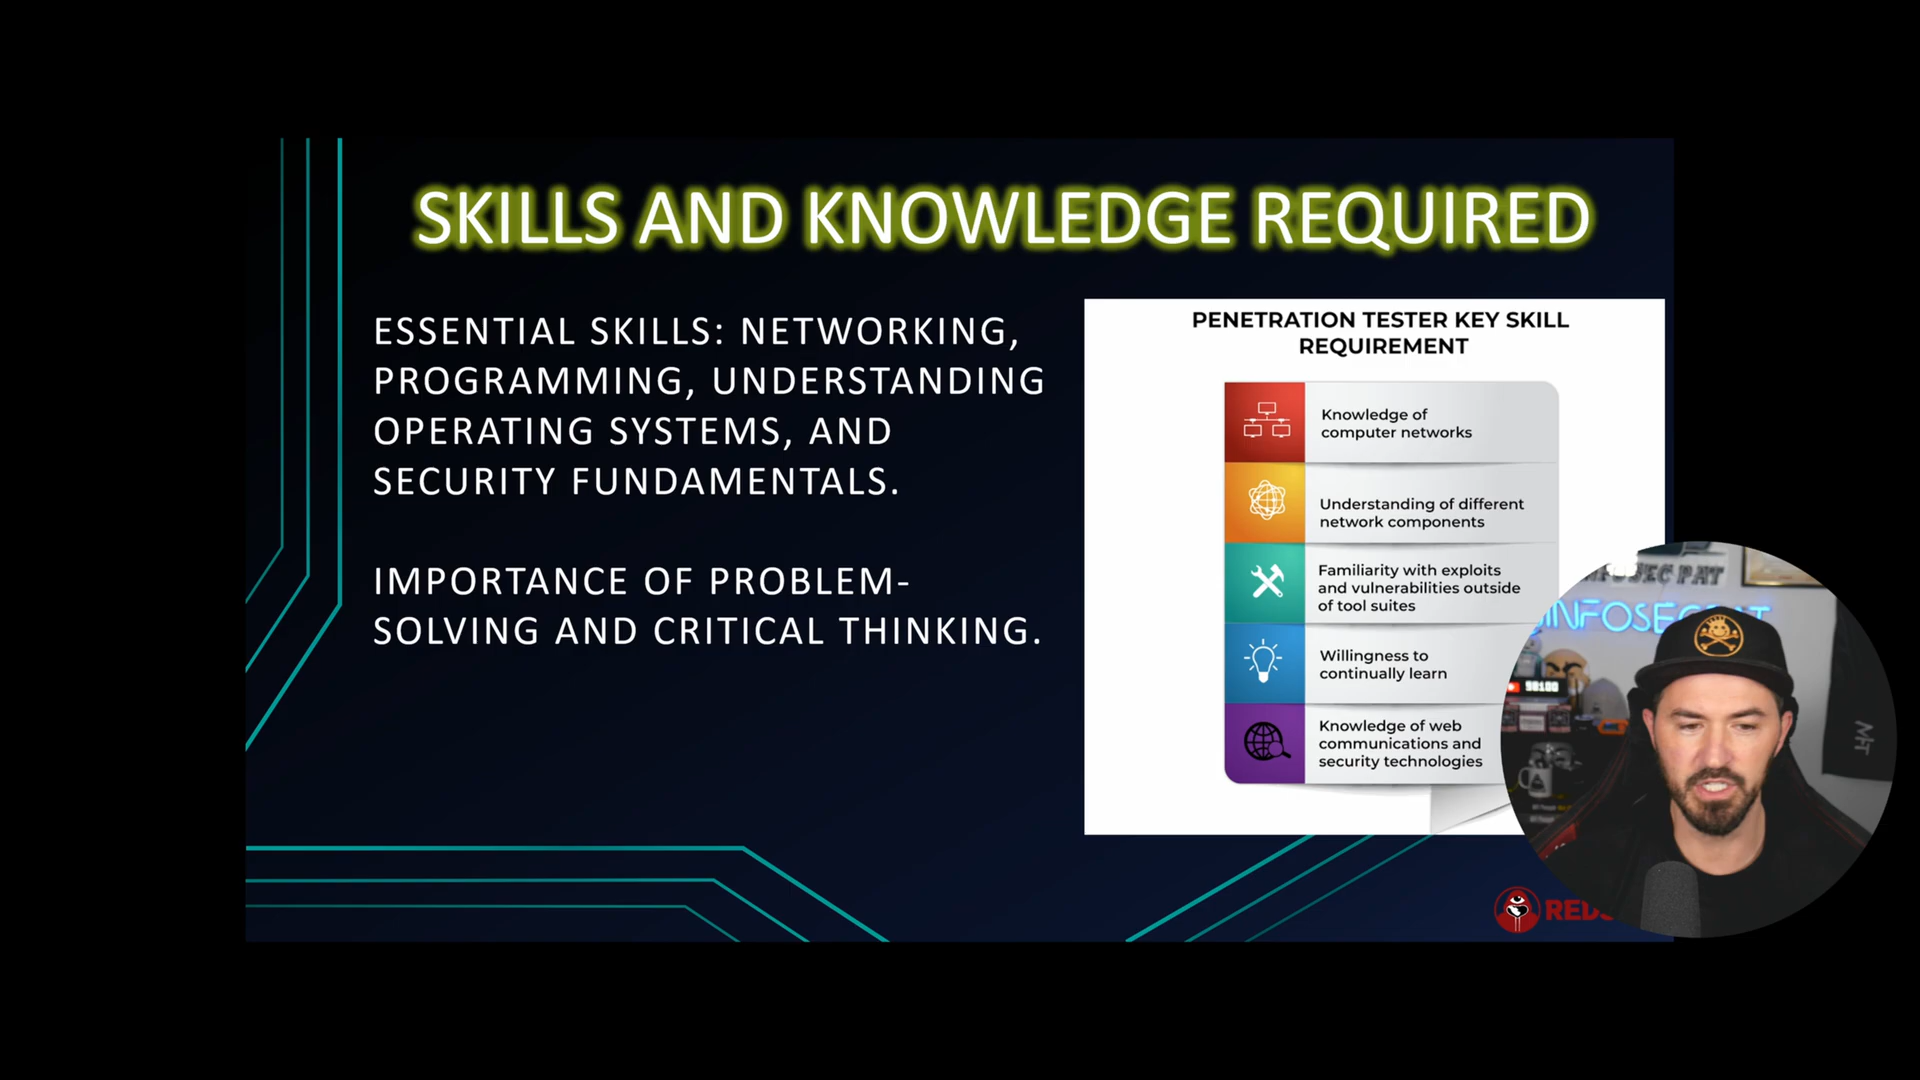 SKILLS AND KNOWLEDGE REQUIRED
ESSENTIAL SKILLS: NETWORKING,
PROGRAMMING, UNDERSTANDING
OPERATING SYSTEMS, AND
SECURITY FUNDAMENTALS.
IMPORTANCE OF PROBLEM-
SOLVING AND CRITICAL THINKING.
PENETRATION TESTER KEY SKILL
REQUIREMENT
Knowledge of
computer networks
Understanding of different
network components
Familiarity with exploits
and vulnerabilities outside
of tool suites
Willingness to
continually learn
Knowledge of web
communications and
security technologies
PAT